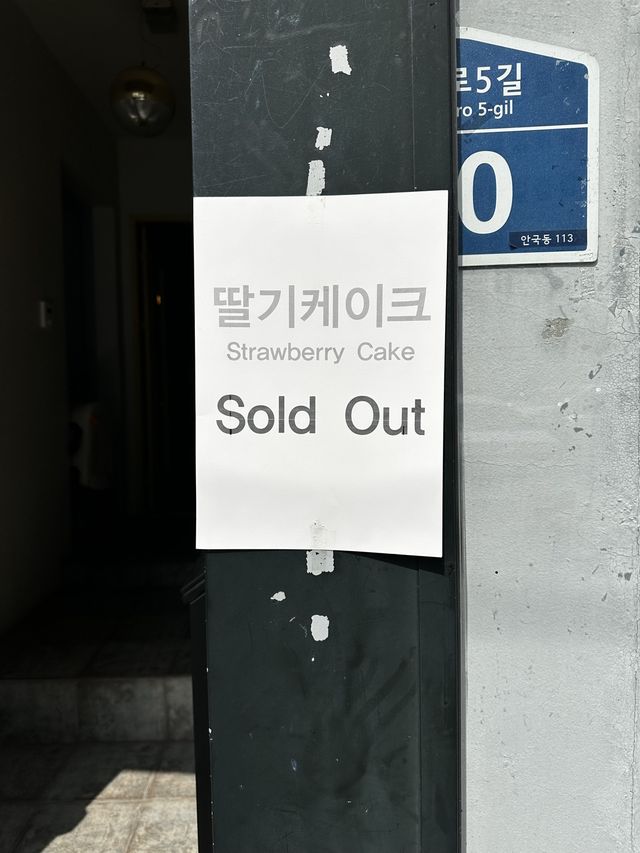 딸기케이크
Strawberry Cake
Sold Out
로5길
ro 5-gil
0
안국동 113